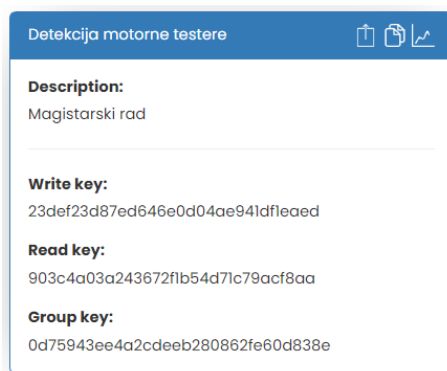 Detekcija motorne testere
Description:
Magistarski rad
Write key:
23def23d87ed646e0d04ae941df1eaed
Read key:
903c4a03a243672f1b54d71c79acf8aa
Group key:
0d75943ee4a2cdeeb280862fe60d838e